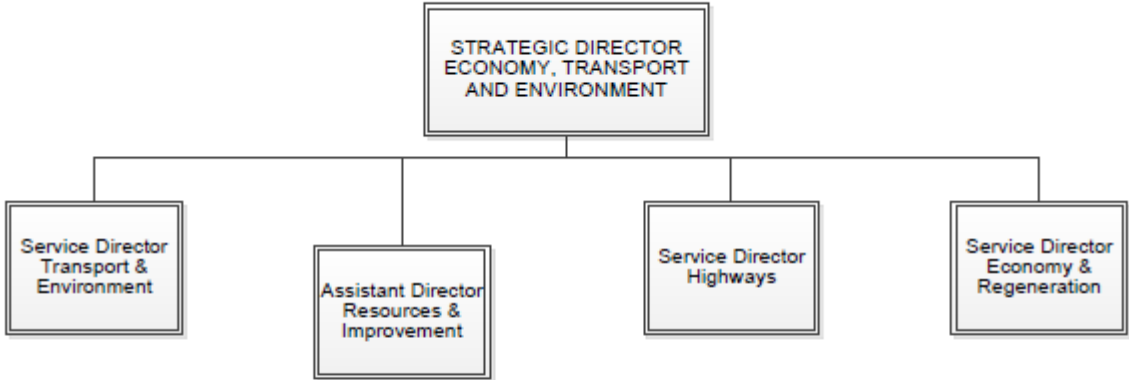 STRATEGIC DIRECTOR
ECONOMY, TRANSPORT
AND ENVIRONMENT
Service Director
Transport &
Environment
Assistant Director
Resources &
Improvement
Service Director
Highways
Service Director
Economy &
Regeneration